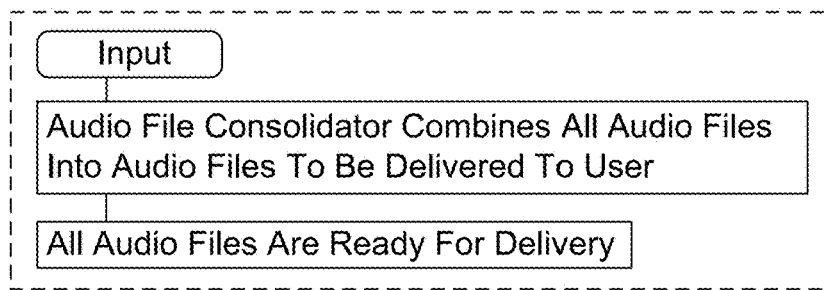 Input
Audio File Consolidator Combines All Audio Files
Into Audio Files To Be Delivered To User
All Audio Files Are Ready For Delivery